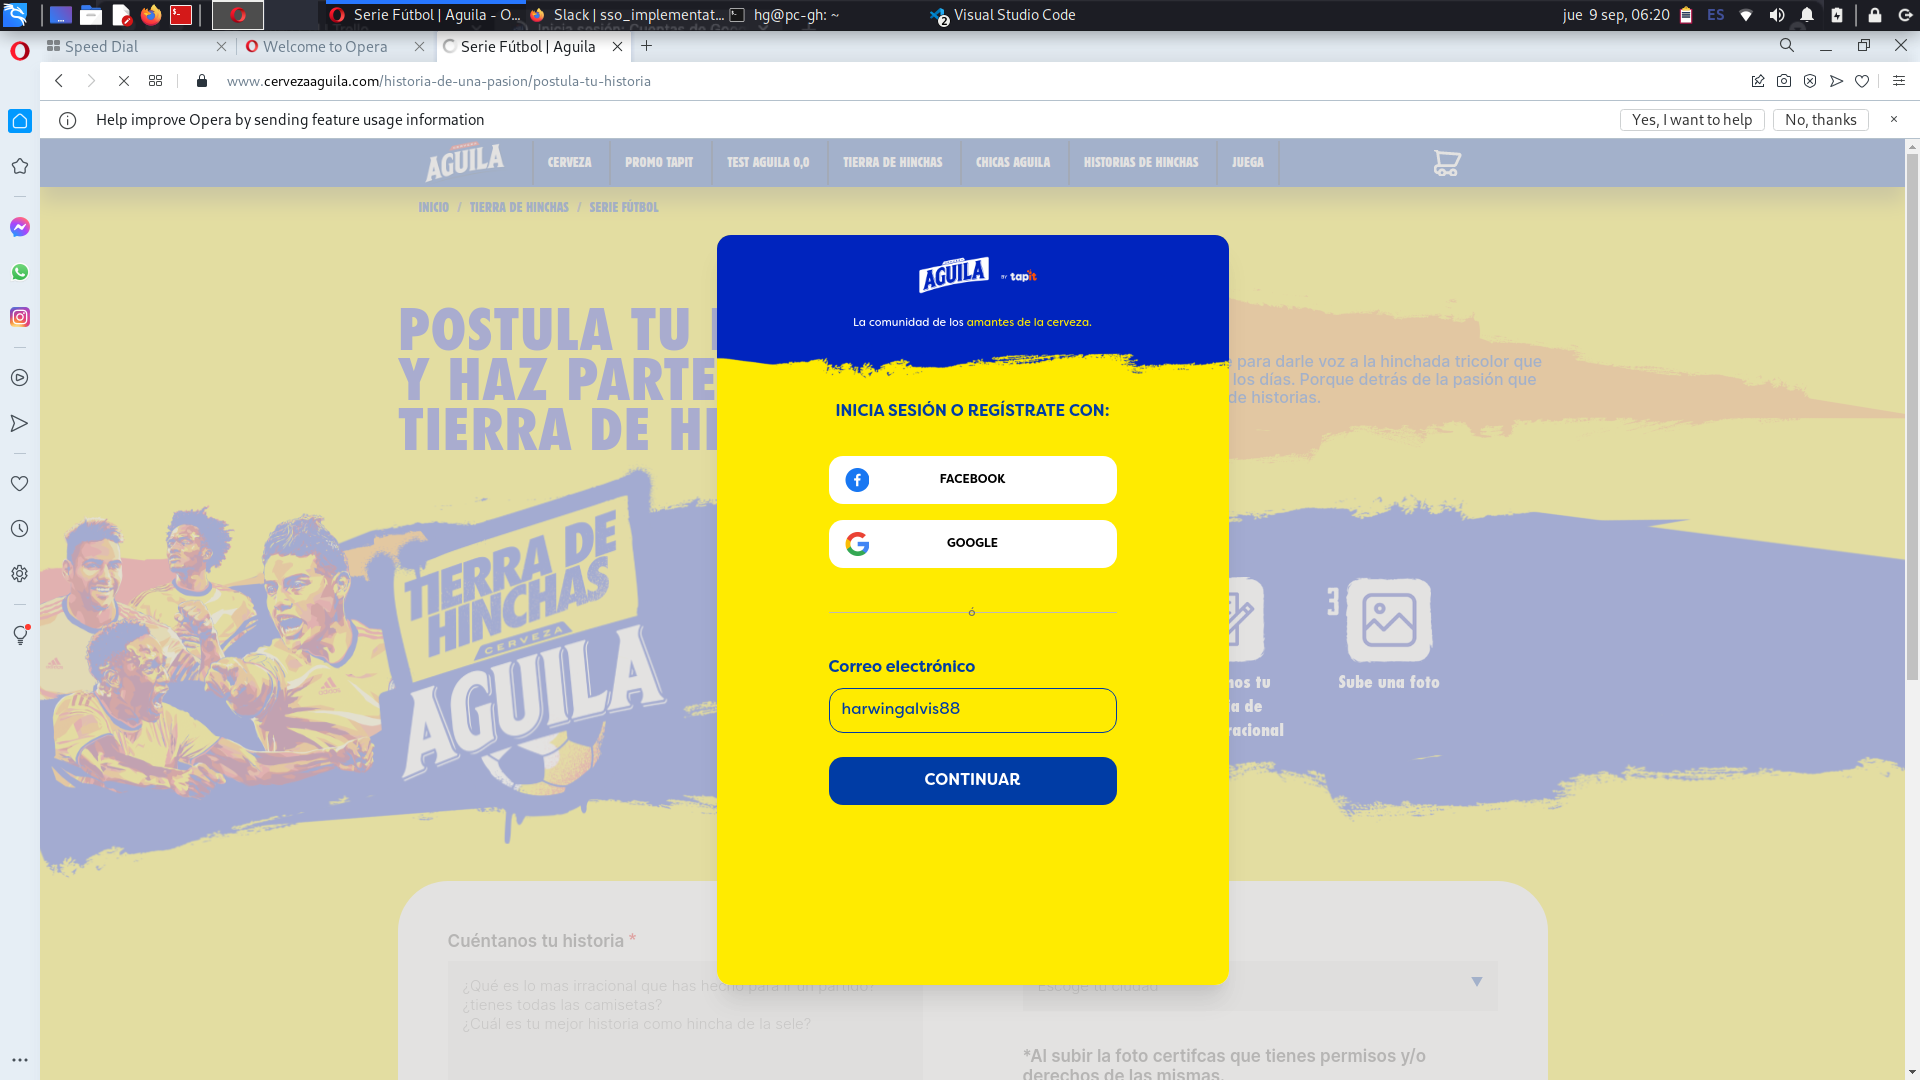 Serie Fútbol | Aguila - O...
Slack | sso_implementat...
hg@pc-gh: ~
2
Visual Studio Code
jue 9 sep, 06:20
ES
Speed Dial
Welcome to Opera
Serie Fútbol | Aguila
www.cervezaaguila.com/historia-de-una-pasion/postula-tu-historia
Help improve Opera by sending feature usage information
Yes, I want to help
No, thanks
AGUILA
CERVEZA
PROMO TAPIT
TEST AGUILA 0,0
TIERRA DE HINCHAS
CHICAS AGUILA
HISTORIAS DE HINCHAS
JUEGA
INICIO / TIERRA DE HINCHAS / SERIE FÚTBOL
AGUILA BY tapit
La comunidad de los amantes de la cerveza.
POSTULA TU
Y HAZ PARTE
TIERRA DE HI
para darle voz a la hinchada tricolor que
los días. Porque detrás de la pasión que
de historias.
INICIA SESIÓN O REGÍSTRATE CON:
FACEBOOK
GOOGLE
ó
Correo electrónico
harwingalvis88
CONTINUAR
TIERRA DE
HINCHAS
CERVEZA
AGUILA
3
nos tu
a de
racional
Sube una foto
Cuéntanos tu historia *
¿Qué es lo mas irracional que has hecho para ir un partido?
¿tienes todas las camisetas?
¿Cuál es tu mejor historia como hincha de la sele?
Escoge tu ciudad
*Al subir la foto certifcas que tienes permisos y/o
derechos de las mismas.